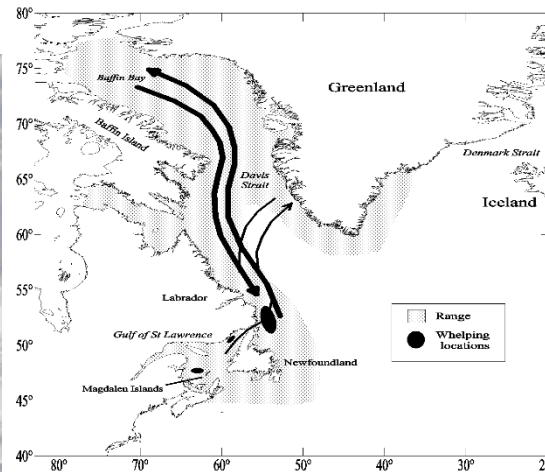 80°
75°
70°
65°
60°
55°
50°
45°
40°
Baffin Bay
Greenland
Baffin Island
Denmark Strait
Davis
Strait
Iceland
Labrador
Gulf of St Lawrence
Newfoundland
Magdalen Islands
Range
Whelping
locations
80° 70° 60° 50° 40° 30° 20